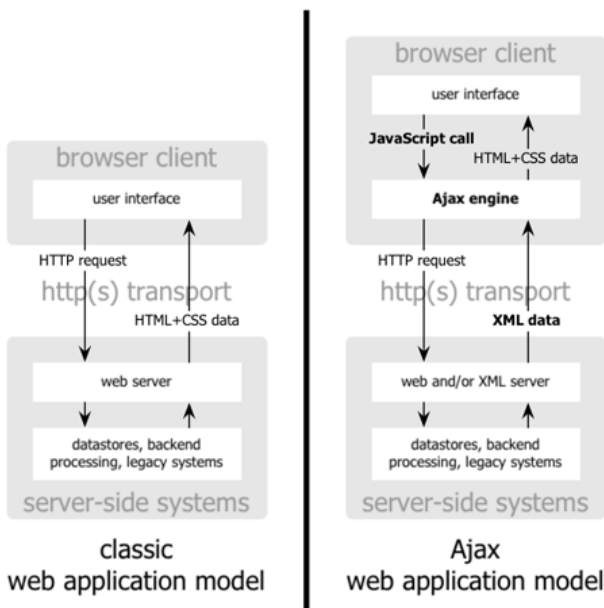 browser client
user interface
HTTP request
http(s) transport
HTML+CSS data
web server
datastores, backend
processing, legacy systems
server-side systems
classic
web application model
browser client
user interface
JavaScript call
HTML+CSS data
Ajax engine
HTTP request
http(s) transport
XML data
web and/or XML server
datastores, backend
processing, legacy systems
server-side systems
Ajax
web application model